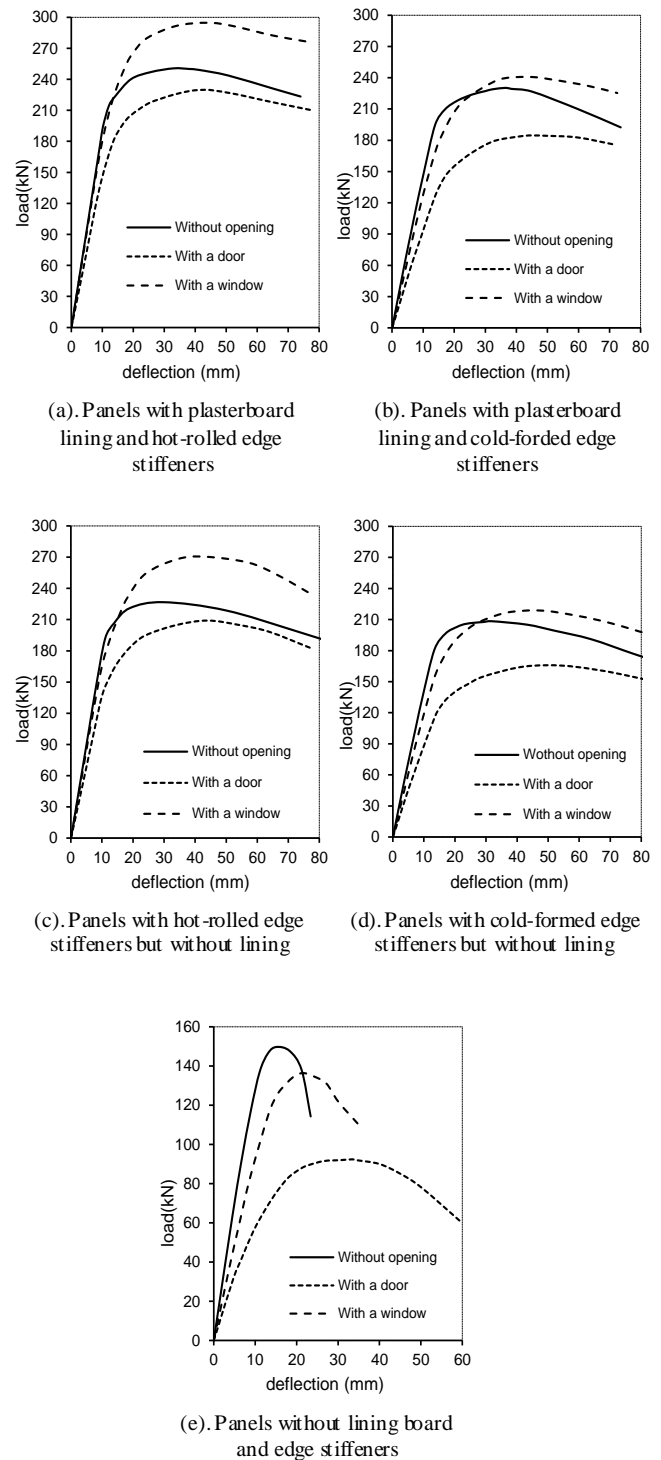 300
270
240
210
180
150
120
90
60
30
0
load(kN)
Without opening
With a door
With a window
0 10 20 30 40 50 60 70 80
deflection (mm)
(a). Panels with plasterboard
lining and hot-rolled edge
stiffeners
300
270
240
210
180
150
120
90
60
30
0
load(kN)
Without opening
With a door
With a window
0 10 20 30 40 50 60 70 80
deflection (mm)
(b). Panels with plasterboard
lining and cold-forded edge
stiffeners
300
270
240
210
180
150
120
90
60
30
0
load(kN)
Without opening
With a door
With a window
0 10 20 30 40 50 60 70 80
deflection (mm)
(c). Panels with hot-rolled edge
stiffeners but without lining
300
270
240
210
180
150
120
90
60
30
0
load(kN)
Wothout opening
With a door
With a window
0 10 20 30 40 50 60 70 80
deflection (mm)
(d). Panels with cold-formed edge
stiffeners but without lining
160
140
120
100
80
60
40
20
0
load(kN)
Without opening
With a door
With a window
0 10 20 30 40 50 60
deflection (mm)
(e). Panels without lining board
and edge stiffeners